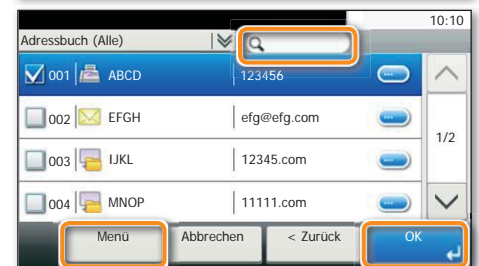 10:10
Adressbuch (Alle)
001 ABCD 123456
002 EFGH efg@efg.com
003 IJKL 12345.com
004 MNOP 11111.com
1/2
Menü Abbrechen < Zurück OK